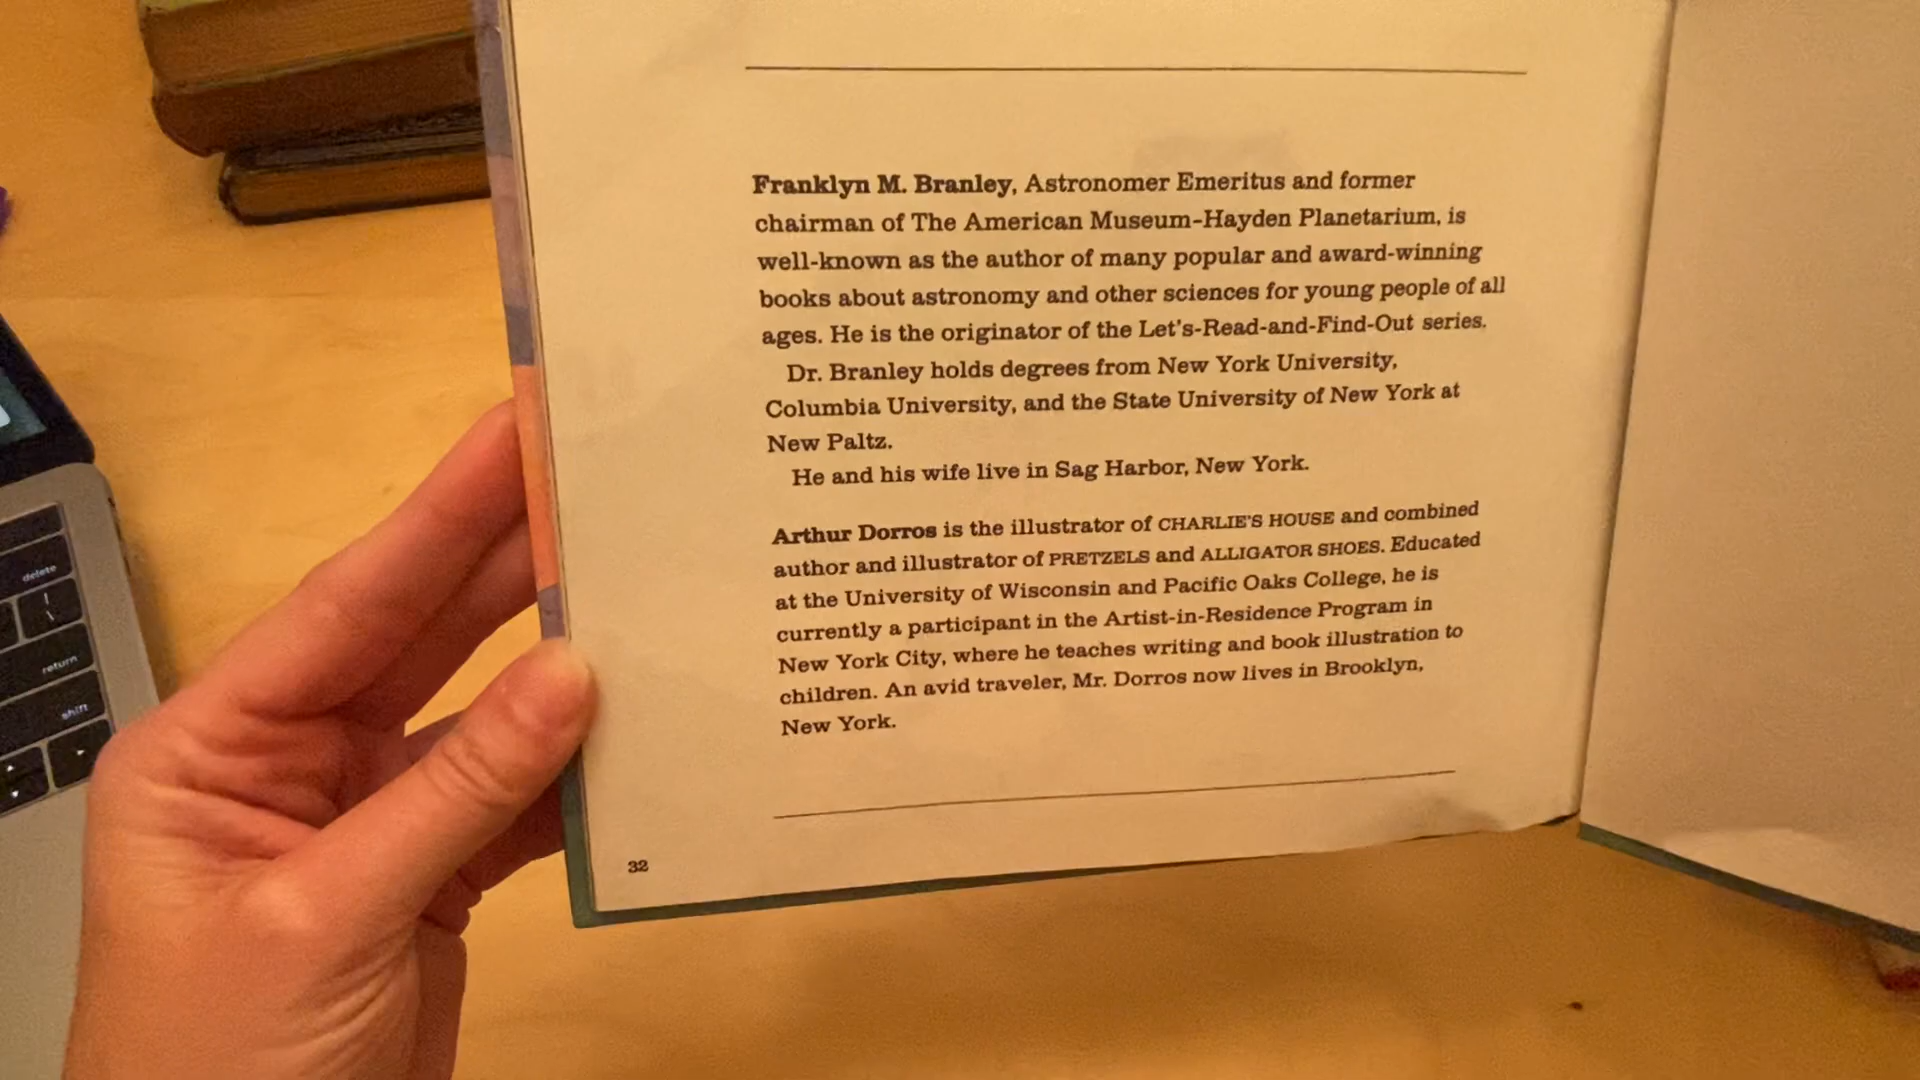 Franklyn M. Branley, Astronomer Emeritus and former
chairman of The American Museum-Hayden Planetarium, is
well-known as the author of many popular and award-winning
books about astronomy and other sciences for young people of all
ages. He is the originator of the Let's-Read-and-Find-Out series.
Dr. Branley holds degrees from New York University,
Columbia University, and the State University of New York at
New Paltz.
He and his wife live in Sag Harbor, New York.
Arthur Dorros is the illustrator of CHARLIE'S HOUSE and combined
author and illustrator of PRETZELS and ALLIGATOR SHOES. Educated
at the University of Wisconsin and Pacific Oaks College, he is
currently a participant in the Artist-in-Residence Program in
New York City, where he teaches writing and book illustration to
children. An avid traveler, Mr. Dorros now lives in Brooklyn,
New York.
32
delete
return
shift